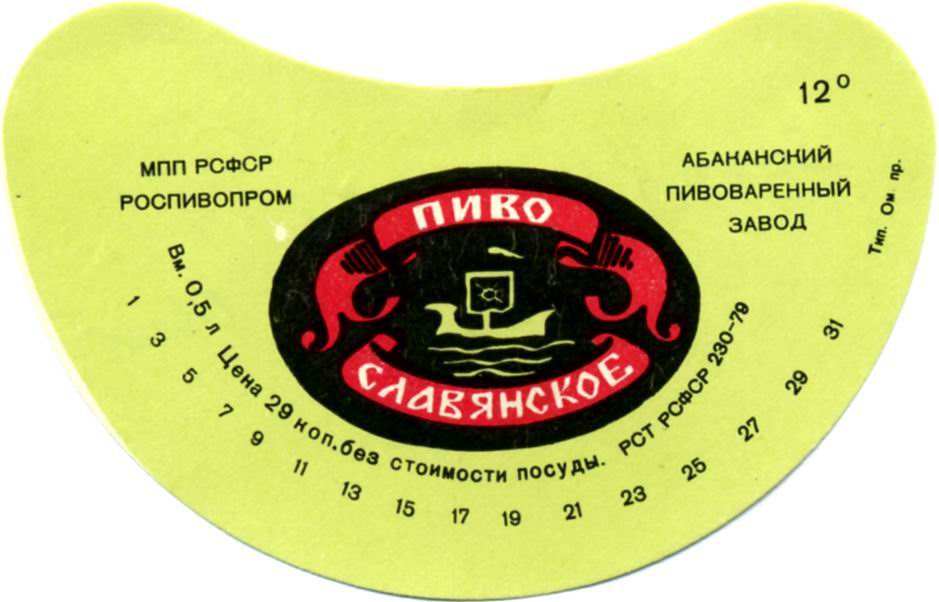 12°
МПП РСФСР
РОСПИВОПРОМ
АБАКАНСКИЙ
ПИВОВАРЕННЫЙ
ЗАВОД
Тип. Ом. пр.
ПИВО
СЛАВЯНСКОЕ
Вм. 0,5 л Цена 29 коп. без стоимости посуды. РСТ РСФСР 230-79
1 3 5 7 9 11 13 15 17 19 21 23 25 27 29 31